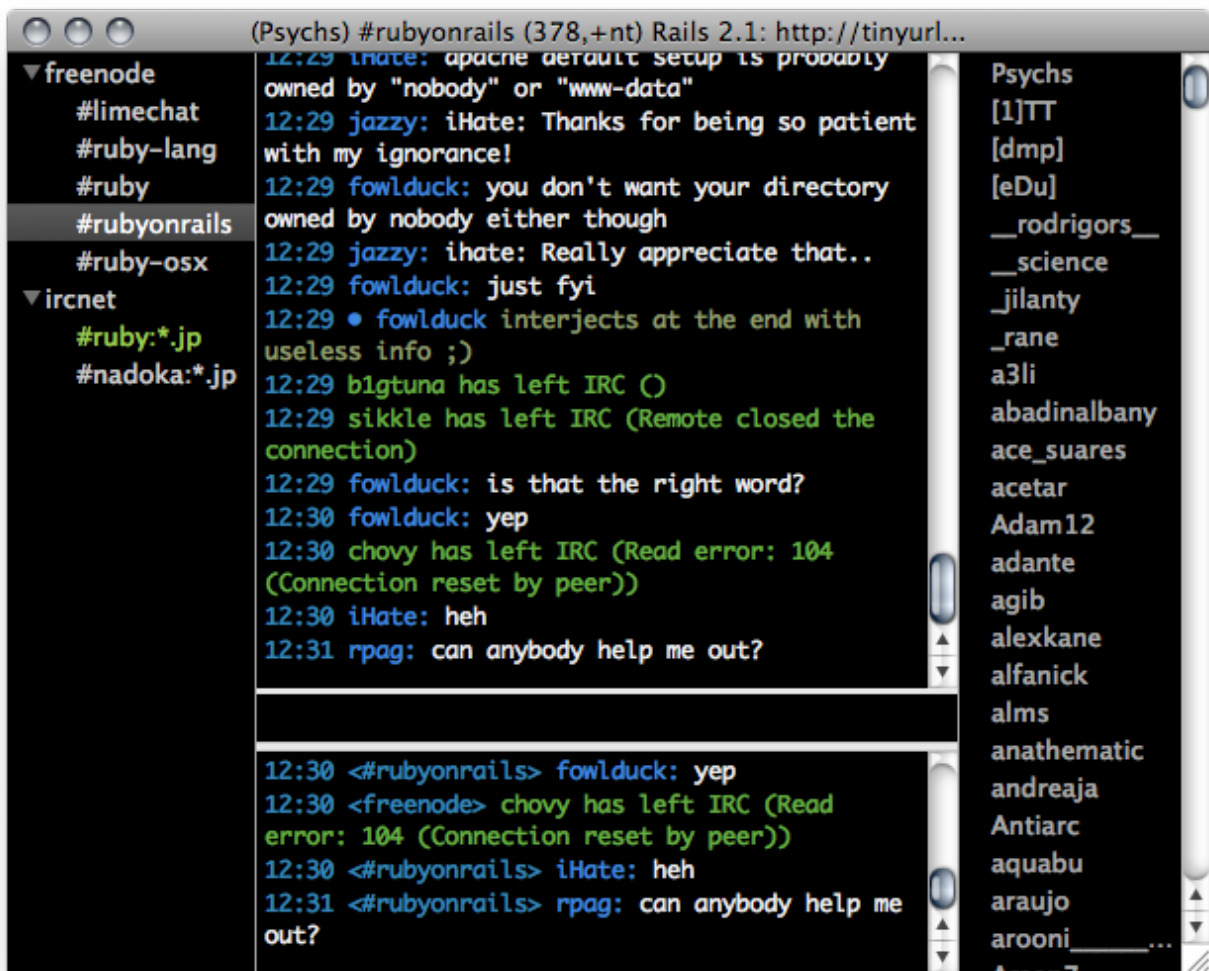 (Psychs) #rubyonrails (378,+nt) Rails 2.1: http://tinyurl...
freenode
#limechat
#ruby-lang
#ruby
#rubyonrails
#ruby-osx
ircnet
#ruby:*.jp
#nadoka:*.jp
12:29 iHate: apache default setup is probably
owned by "nobody" or "www-data"
12:29 jazzy: iHate: Thanks for being so patient
with my ignorance!
12:29 fowlduck: you don't want your directory
owned by nobody either though
12:29 jazzy: ihate: Really appreciate that..
12:29 fowlduck: just fyi
12:29 • fowlduck interjects at the end with
useless info ;)
12:29 b1gtuna has left IRC ()
12:29 sikkle has left IRC (Remote closed the
connection)
12:29 fowlduck: is that the right word?
12:30 fowlduck: yep
12:30 chovy has left IRC (Read error: 104
(Connection reset by peer))
12:30 iHate: heh
12:31 rpag: can anybody help me out?
12:30 <#rubyonrails> fowlduck: yep
12:30 <freenode> chovy has left IRC (Read
error: 104 (Connection reset by peer))
12:30 <#rubyonrails> iHate: heh
12:31 <#rubyonrails> rpag: can anybody help me
out?
Psychs
[1]TT
[dmp]
[eDu]
__rodrigors__
__science
_jilanty
_rane
a3li
abadinalbany
ace_suares
acetar
Adam12
adante
agib
alexkane
alfanick
alms
anathematic
andreaja
Antiarc
aquabu
araujo
arooni______...